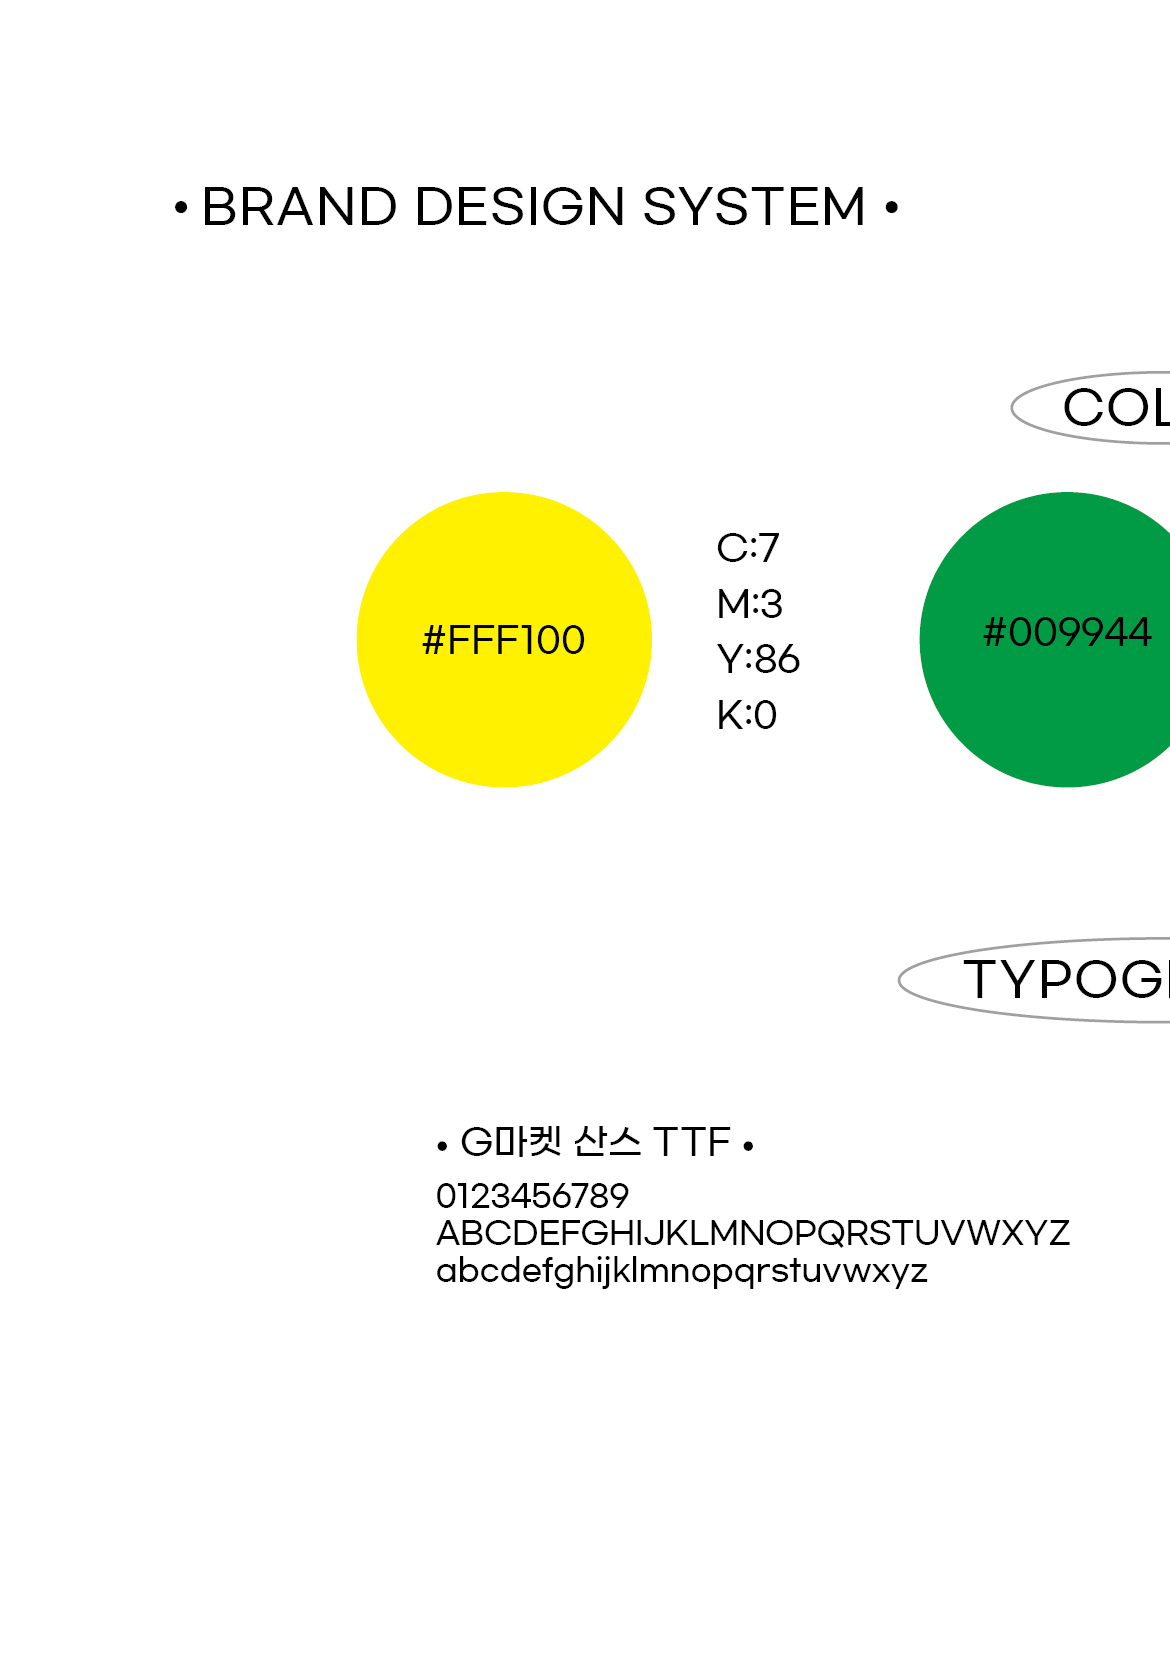 • BRAND DESIGN SYSTEM •
COL
#FFF100
C:7
M:3
Y:86
K:0
#009944
TYPOG
• G마켓 산스 TTF •
0123456789
ABCDEFGHIJKLMNOPQRSTUVWXYZ
abcdefghijklmnopqrstuvwxyz